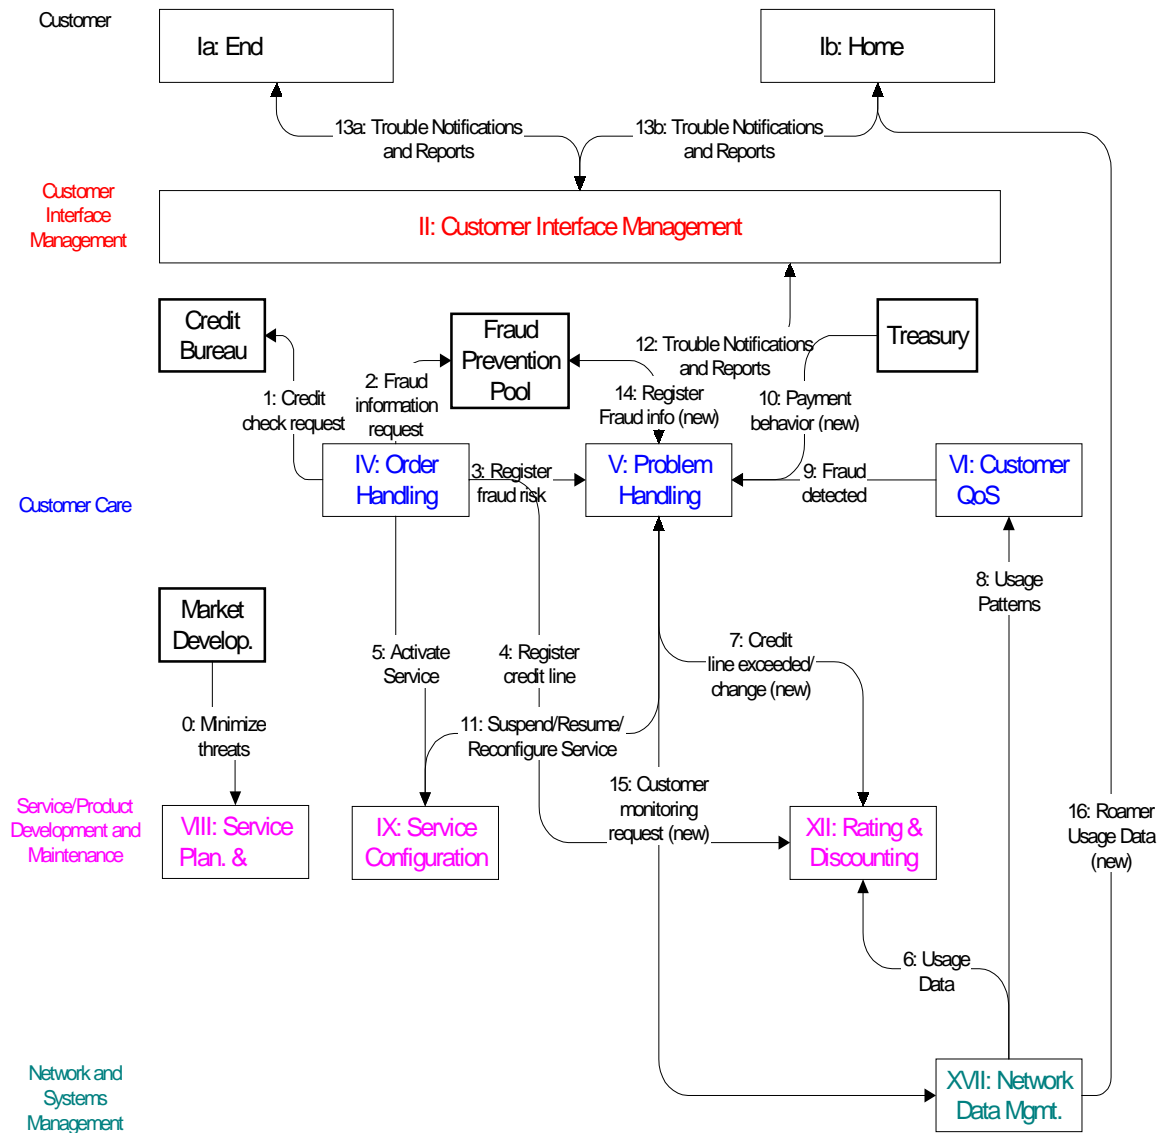 Customer
Ia: End
Ib: Home
13a: Trouble Notifications
and Reports
13b: Trouble Notifications
and Reports
Customer
Interface
Management
II: Customer Interface Management
Credit
Bureau
Fraud
Prevention
Pool
Treasury
12: Trouble Notifications
and Reports
1: Credit
check request
2: Fraud
information
request
14: Register
Fraud info (new)
10: Payment
behavior (new)
Customer Care
IV: Order
Handling
3: Register
fraud risk
V: Problem
Handling
9: Fraud
detected
VI: Customer
QoS
8: Usage
Patterns
Market
Develop.
5: Activate
Service
4: Register
credit line
7: Credit
line exceeded/
change (new)
0: Minimize
threats
11: Suspend/Resume/
Reconfigure Service
15: Customer
monitoring
request (new)
16: Roamer
Usage Data
(new)
Service/Product
Development and
Maintenance
VIII: Service
Plan. &
IX: Service
Configuration
XII: Rating &
Discounting
6: Usage
Data
Network and
Systems
Management
XVII: Network
Data Mgmt.